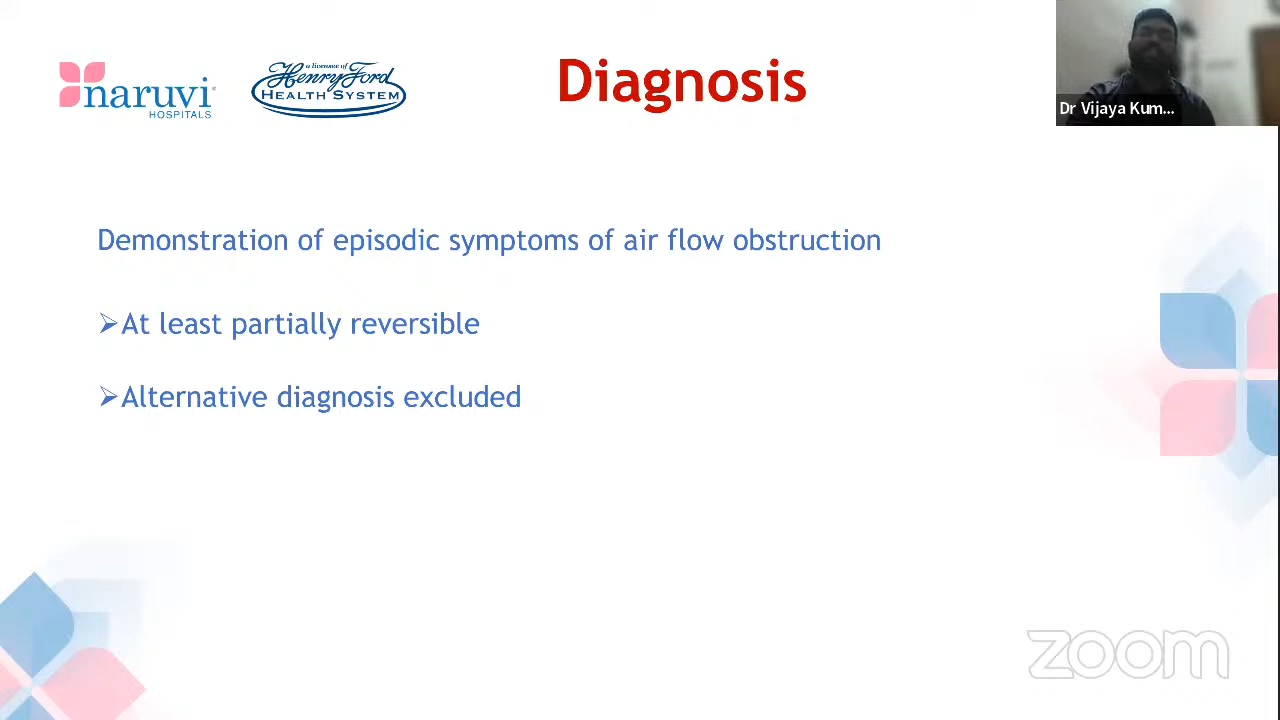 naruvi
HOSPITALS
a licensee of
Henry Ford
HEALTH SYSTEM
Diagnosis
Dr Vijaya Kum...
Demonstration of episodic symptoms of air flow obstruction
➢At least partially reversible
➢Alternative diagnosis excluded
zoom